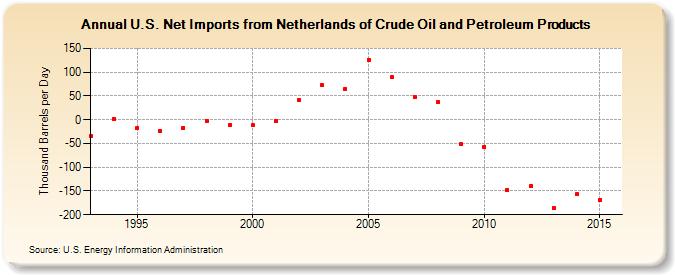 Annual U.S. Net Imports from Netherlands of Crude Oil and Petroleum Products
Thousand Barrels per Day
150
100
50
0
-50
-100
-150
-200
1995 2000 2005 2010 2015
Source: U.S. Energy Information Administration